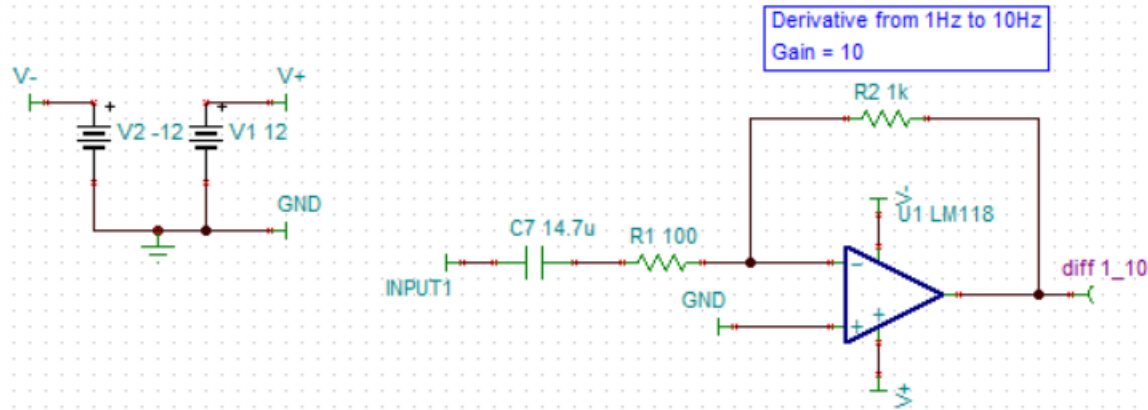 Derivative from 1Hz to 10Hz
Gain = 10
V-
V+
V2 -12
V1 12
GND
R2 1k
V-
U1 LM118
C7 14.7u
R1 100
INPUT1
GND
diff 1_10
V+